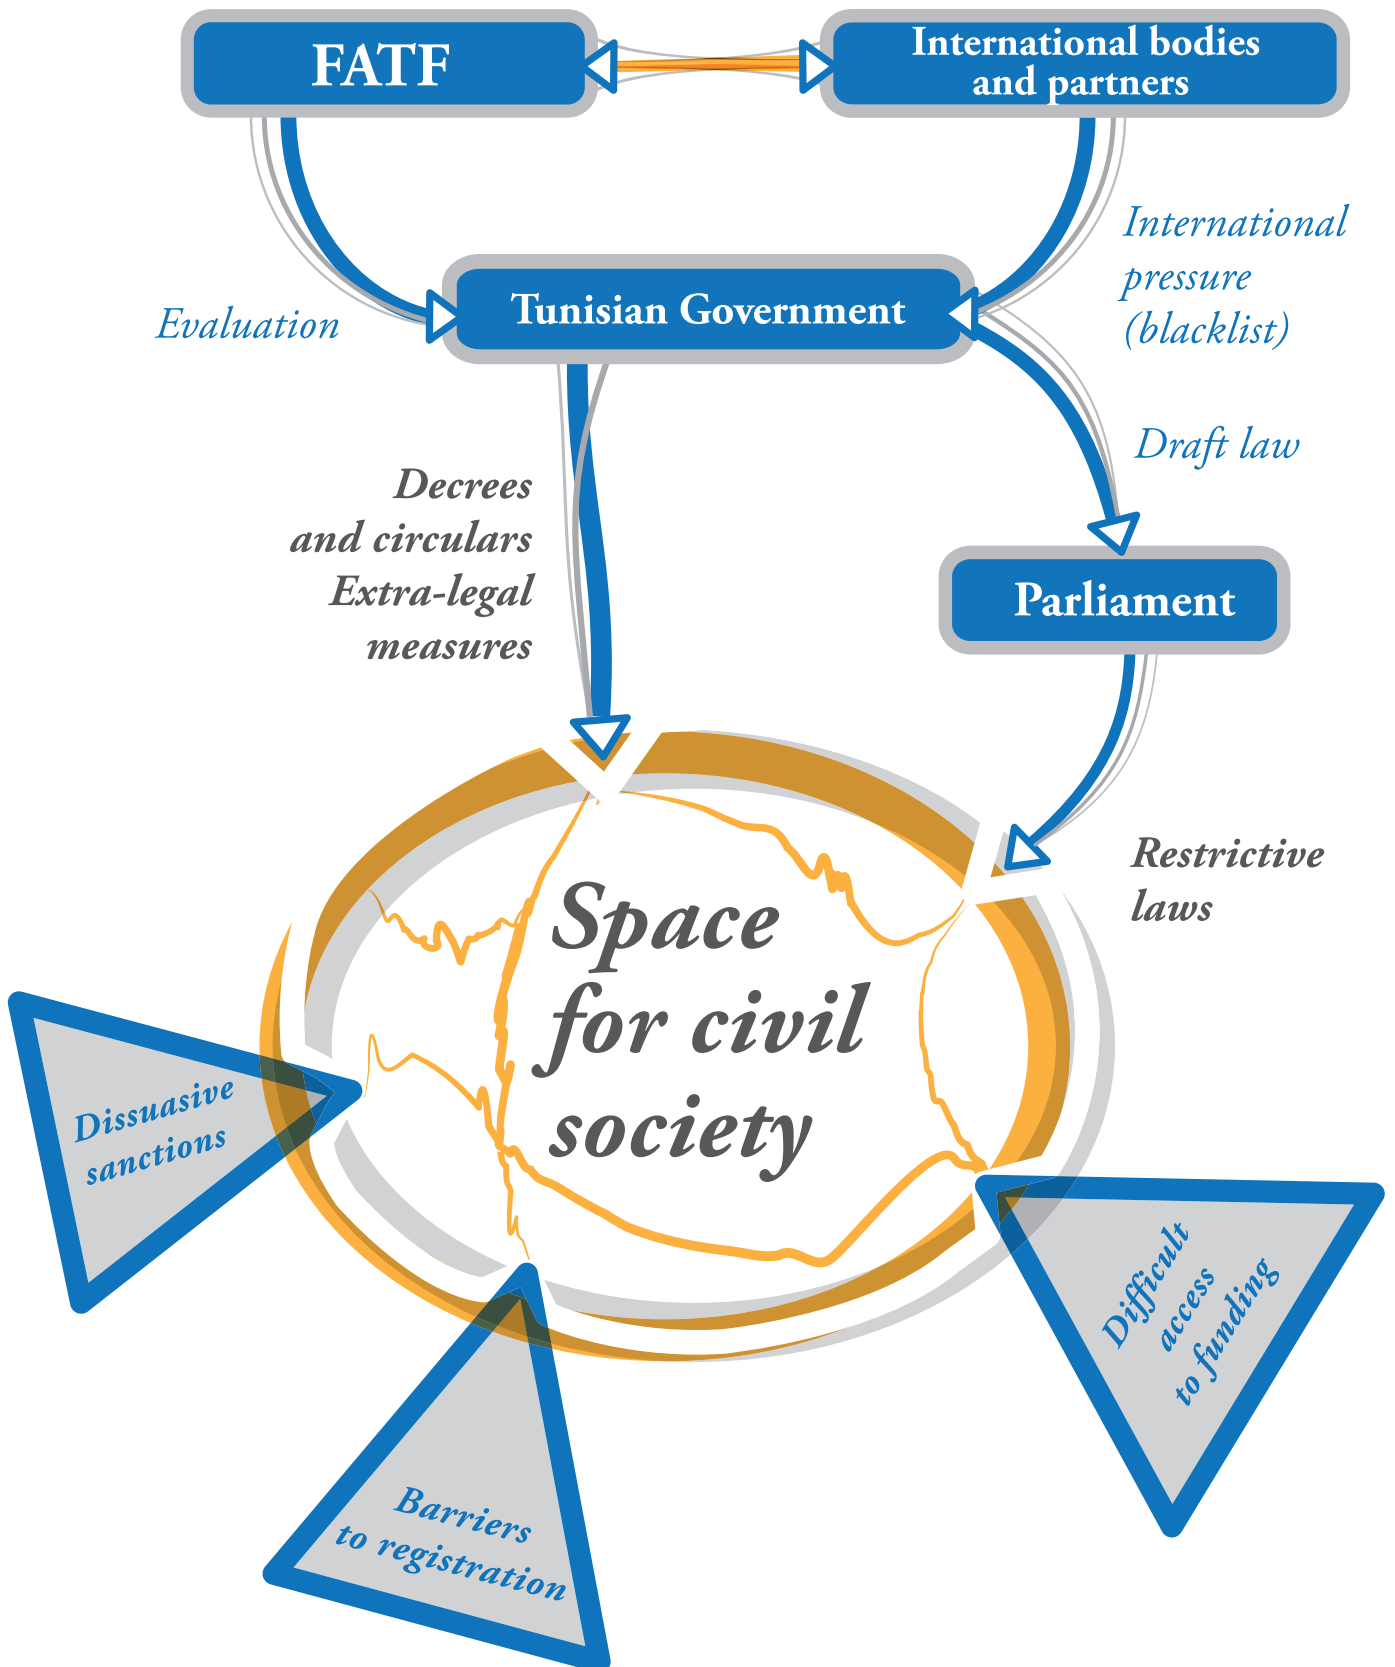 FATF
International bodies
and partners
International
pressure
(blacklist)
Evaluation
Tunisian Government
Draft law
Decrees
and circulars
Extra-legal
measures
Parliament
Restrictive
laws
Space
for civil
society
Dissuasive
sanctions
Difficult
access
to funding
Barriers
to registration